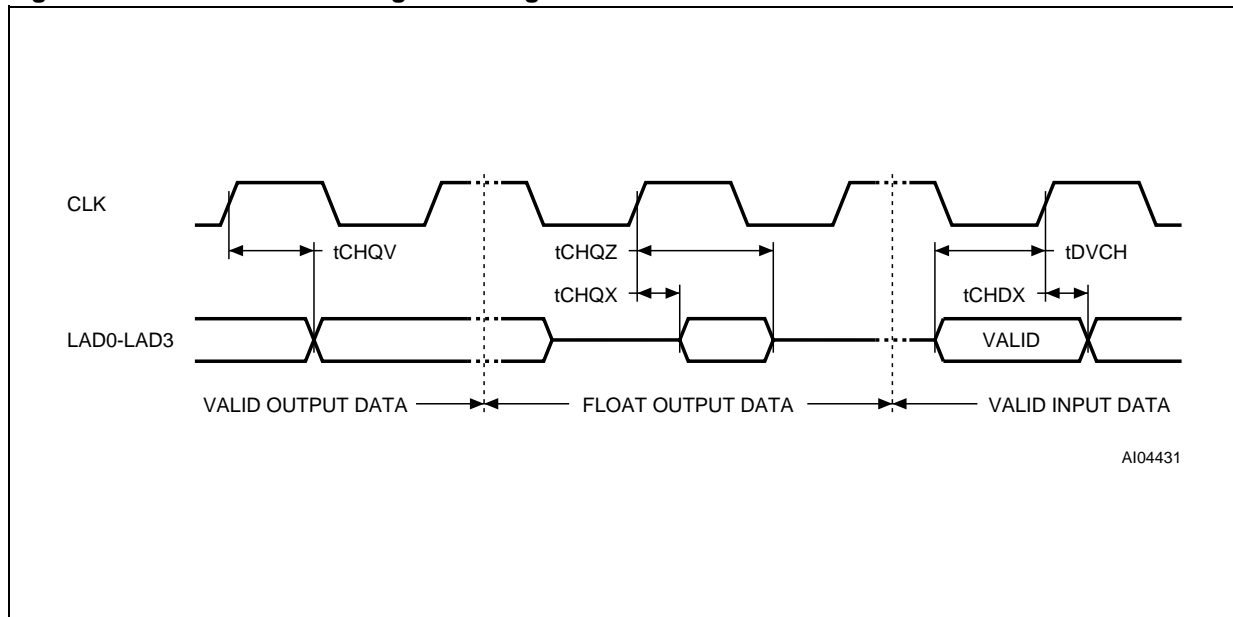 CLK
tCHQV
tCHQZ
tDVCH
tCHQX
tCHDX
LAD0-LAD3
VALID
VALID OUTPUT DATA
FLOAT OUTPUT DATA
VALID INPUT DATA
AI04431